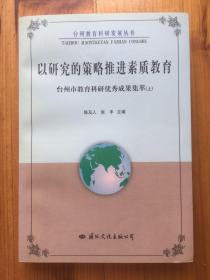 台州教育科研发展丛书
TAIZHOU JIAOYUKEYAN FAZHAN CONGSHU
以研究的策略推进素质教育
台州市教育科研优秀成果集萃(上)
主编
国际文化出版公司